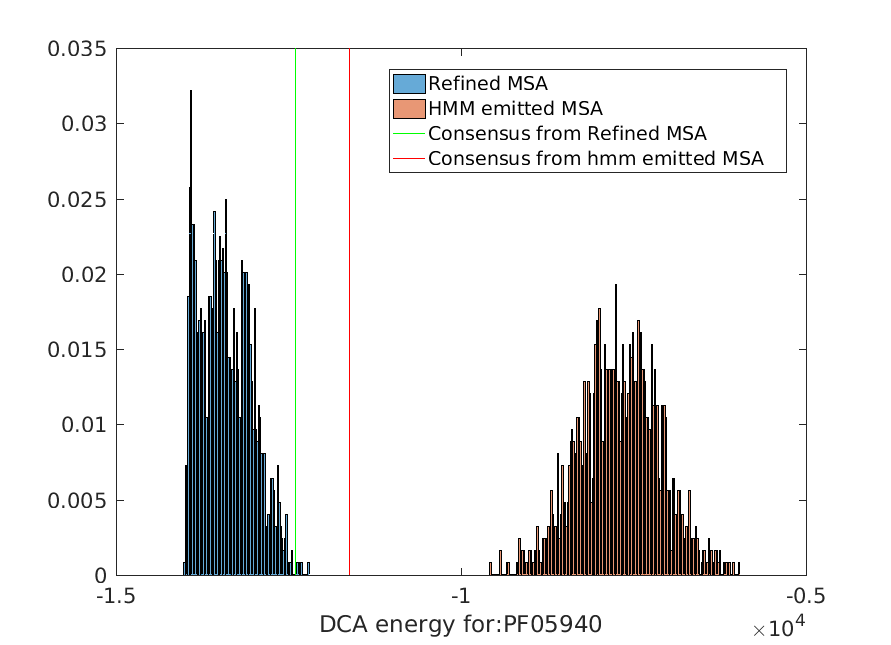 0.035
0.03
0.025
0.02
0.015
0.01
0.005
0
Refined MSA
HMM emitted MSA
Consensus from Refined MSA
Consensus from hmm emitted MSA
-1.5 -1 -0.5
DCA energy for:PF05940 ×10⁴